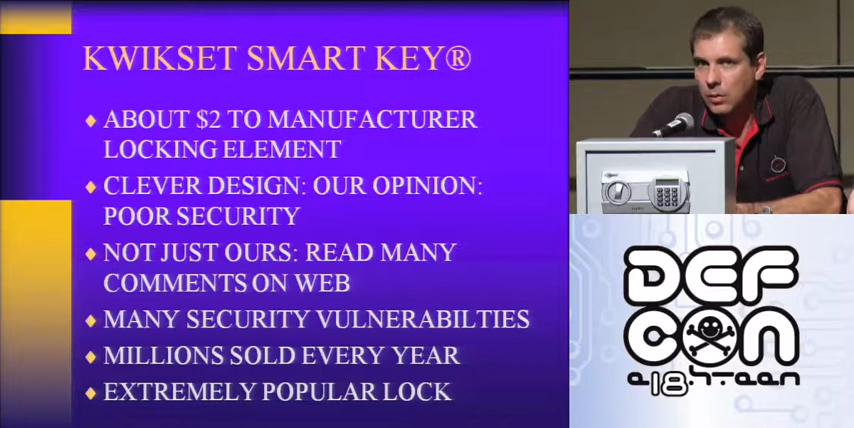 KWIKSET SMART KEY®
ABOUT $2 TO MANUFACTURER
LOCKING ELEMENT
CLEVER DESIGN: OUR OPINION:
POOR SECURITY
NOT JUST OURS: READ MANY
COMMENTS ON WEB
MANY SECURITY VULNERABILTIES
MILLIONS SOLD EVERY YEAR
EXTREMELY POPULAR LOCK
DEF
CON
e18hteen